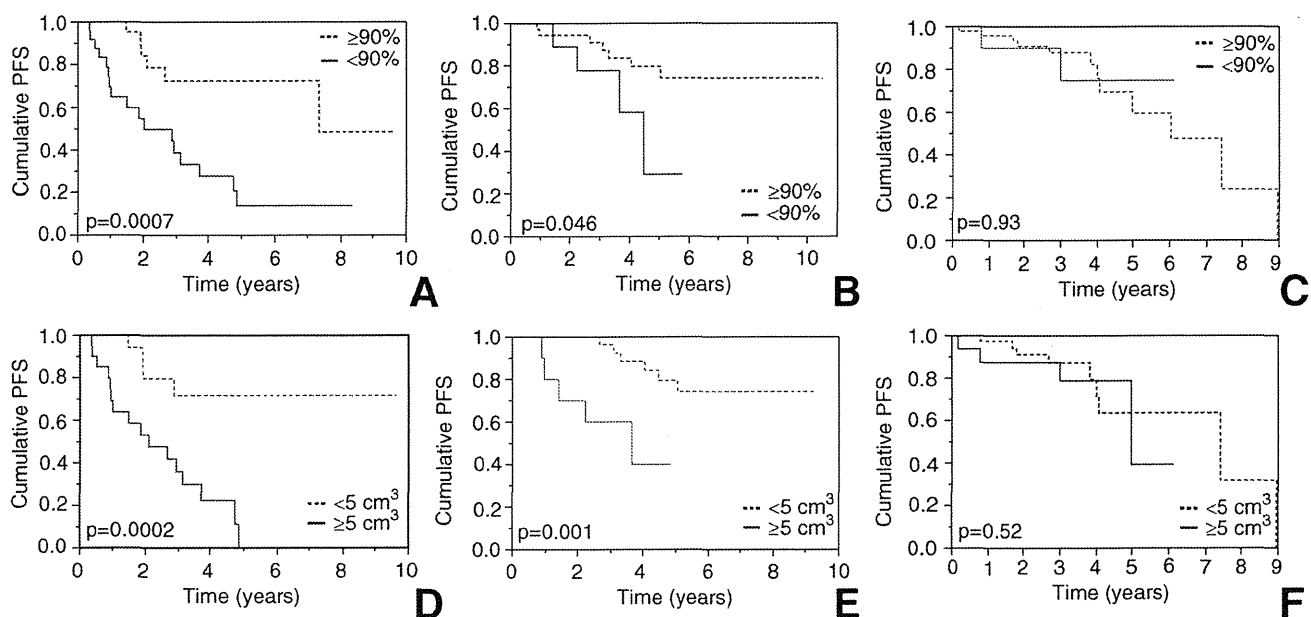 1.0
0.8
0.6
0.4
0.2
0.0
Cumulative PFS
≥90%
<90%
p=0.0007
0 2 4 6 8 10
Time (years)
A
1.0
0.8
0.6
0.4
0.2
0.0
Cumulative PFS
≥90%
<90%
p=0.046
0 2 4 6 8 10
Time (years)
B
1.0
0.8
0.6
0.4
0.2
0.0
Cumulative PFS
≥90%
<90%
p=0.93
0 1 2 3 4 5 6 7 8 9
Time (years)
C
1.0
0.8
0.6
0.4
0.2
0.0
Cumulative PFS
<5 cm³
≥5 cm³
p=0.0002
0 2 4 6 8 10
Time (years)
D
1.0
0.8
0.6
0.4
0.2
0.0
Cumulative PFS
<5 cm³
≥5 cm³
p=0.001
0 2 4 6 8 10
Time (years)
E
1.0
0.8
0.6
0.4
0.2
0.0
Cumulative PFS
<5 cm³
≥5 cm³
p=0.52
0 1 2 3 4 5 6 7 8 9
Time (years)
F